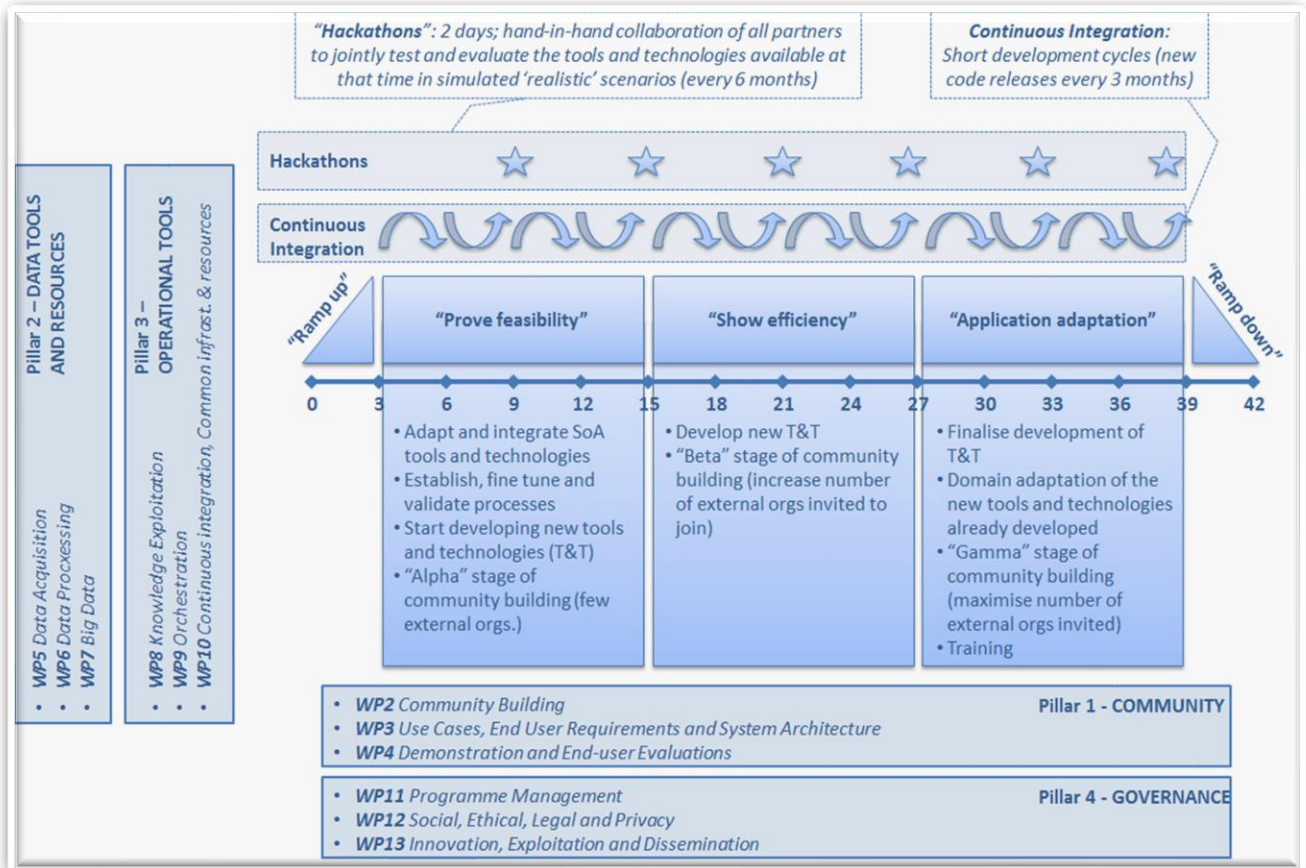 “Hackathons”: 2 days; hand-in-hand collaboration of all partners
to jointly test and evaluate the tools and technologies available at
that time in simulated ‘realistic’ scenarios (every 6 months)
Continuous Integration:
Short development cycles (new
code releases every 3 months)
Hackathons
Continuous
Integration
Pillar 2 – DATA TOOLS
AND RESOURCES
• WP5 Data Acquisition
• WP6 Data Procxessing
• WP7 Big Data
Pillar 3 –
OPERATIONAL TOOLS
• WP8 Knowledge Exploitation
• WP9 Orchestration
• WP10 Continuous integration, Common infrast. & resources
“Ramp up”
“Prove feasibility”
“Show efficiency”
“Application adaptation”
“Ramp down”
0 3 6 9 12 15 18 21 24 27 30 33 36 39 42
• Adapt and integrate SoA
tools and technologies
• Establish, fine tune and
validate processes
• Start developing new tools
and technologies (T&T)
• “Alpha” stage of
community building (few
external orgs.)
• Develop new T&T
• “Beta” stage of community
building (increase number
of external orgs invited to
join)
• Finalise development of
T&T
• Domain adaptation of the
new tools and technologies
already developed
• “Gamma” stage of
community building
(maximise number of
external orgs invited)
• Training
• WP2 Community Building
• WP3 Use Cases, End User Requirements and System Architecture
• WP4 Demonstration and End-user Evaluations
Pillar 1 - COMMUNITY
• WP11 Programme Management
• WP12 Social, Ethical, Legal and Privacy
• WP13 Innovation, Exploitation and Dissemination
Pillar 4 - GOVERNANCE